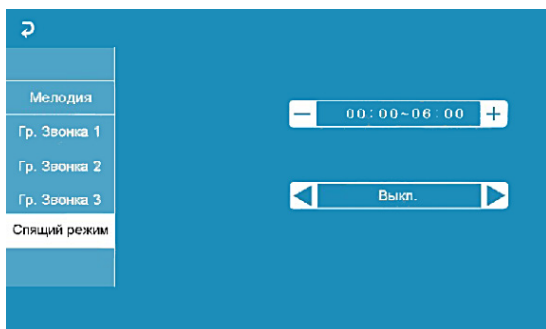 Мелодия
Гр. Звонка 1
Гр. Звонка 2
Гр. Звонка 3
Спящий режим
00:00~06:00
Выкл.